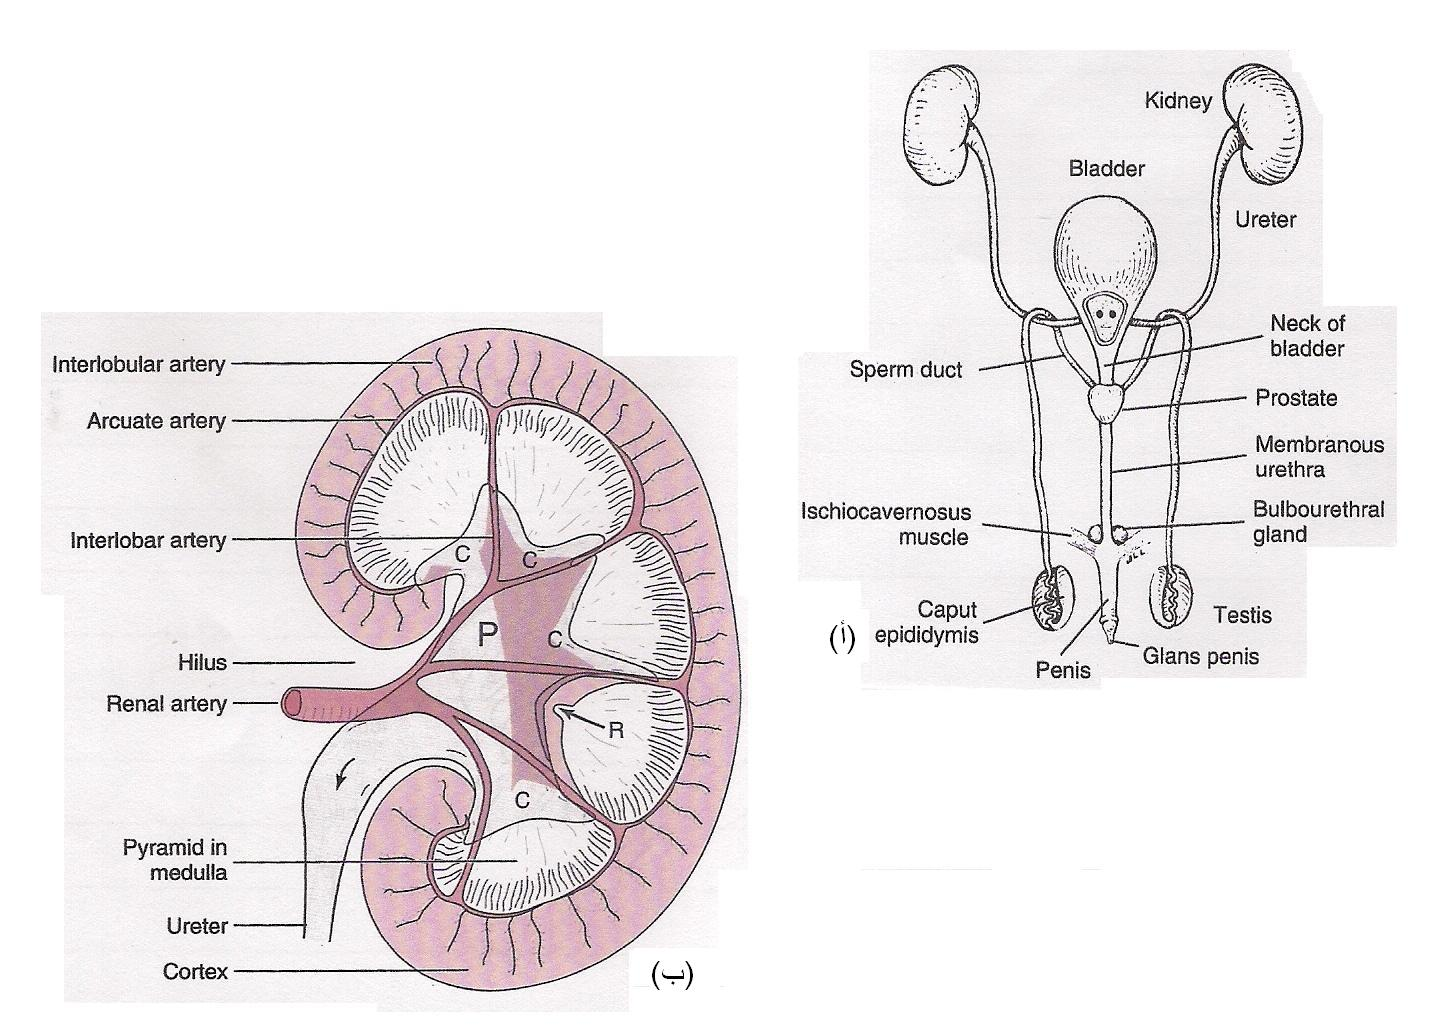 Interlobular artery
Arcuate artery
Interlobar artery
Hilus
Renal artery
Pyramid in
medulla
Ureter
Cortex
C
C
P
C
R
C
(ب)
Kidney
Bladder
Ureter
Neck of
bladder
Sperm duct
Prostate
Membranous
urethra
Ischiocavernosus
muscle
Bulbourethral
gland
Caput
epididymis
Testis
(أ)
Penis
Glans penis